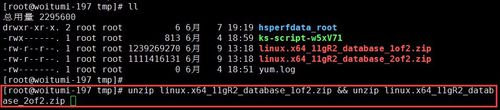 [root@woitumi-197 tmp]# ll
总用量 2295600
drwxr-xr-x. 2 root root 6 6月 7 19:19 hsperfdata_root
-rwx------. 1 root root 813 6月 4 18:59 ks-script-w5xV71
-rw-r--r--. 1 root root 1239269270 6月 9 13:18 linux.x64_11gR2_database_1of2.zip
-rw-r--r--. 1 root root 1111416131 6月 9 13:18 linux.x64_11gR2_database_2of2.zip
-rw-------. 1 root root 0 6月 4 18:51 yum.log
[root@woitumi-197 tmp]# unzip linux.x64_11gR2_database_1of2.zip && unzip linux.x64_11gR2_datab
ase_2of2.zip